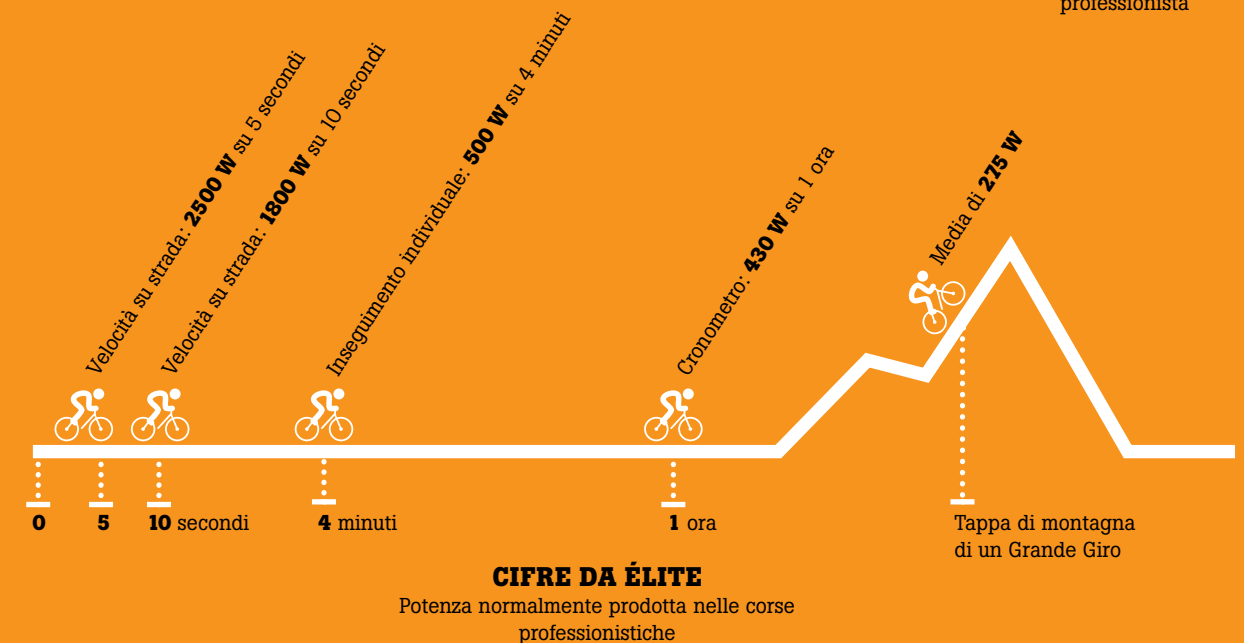 professionista
Velocità su strada: 2500 W su 5 secondi
Velocità su strada: 1800 W su 10 secondi
Inseguimento individuale: 500 W su 4 minuti
Cronometro: 430 W su 1 ora
Media di 275 W
0
5
10 secondi
4 minuti
1 ora
Tappa di montagna
di un Grande Giro
CIFRE DA ÉLITE
Potenza normalmente prodotta nelle corse
professionistiche